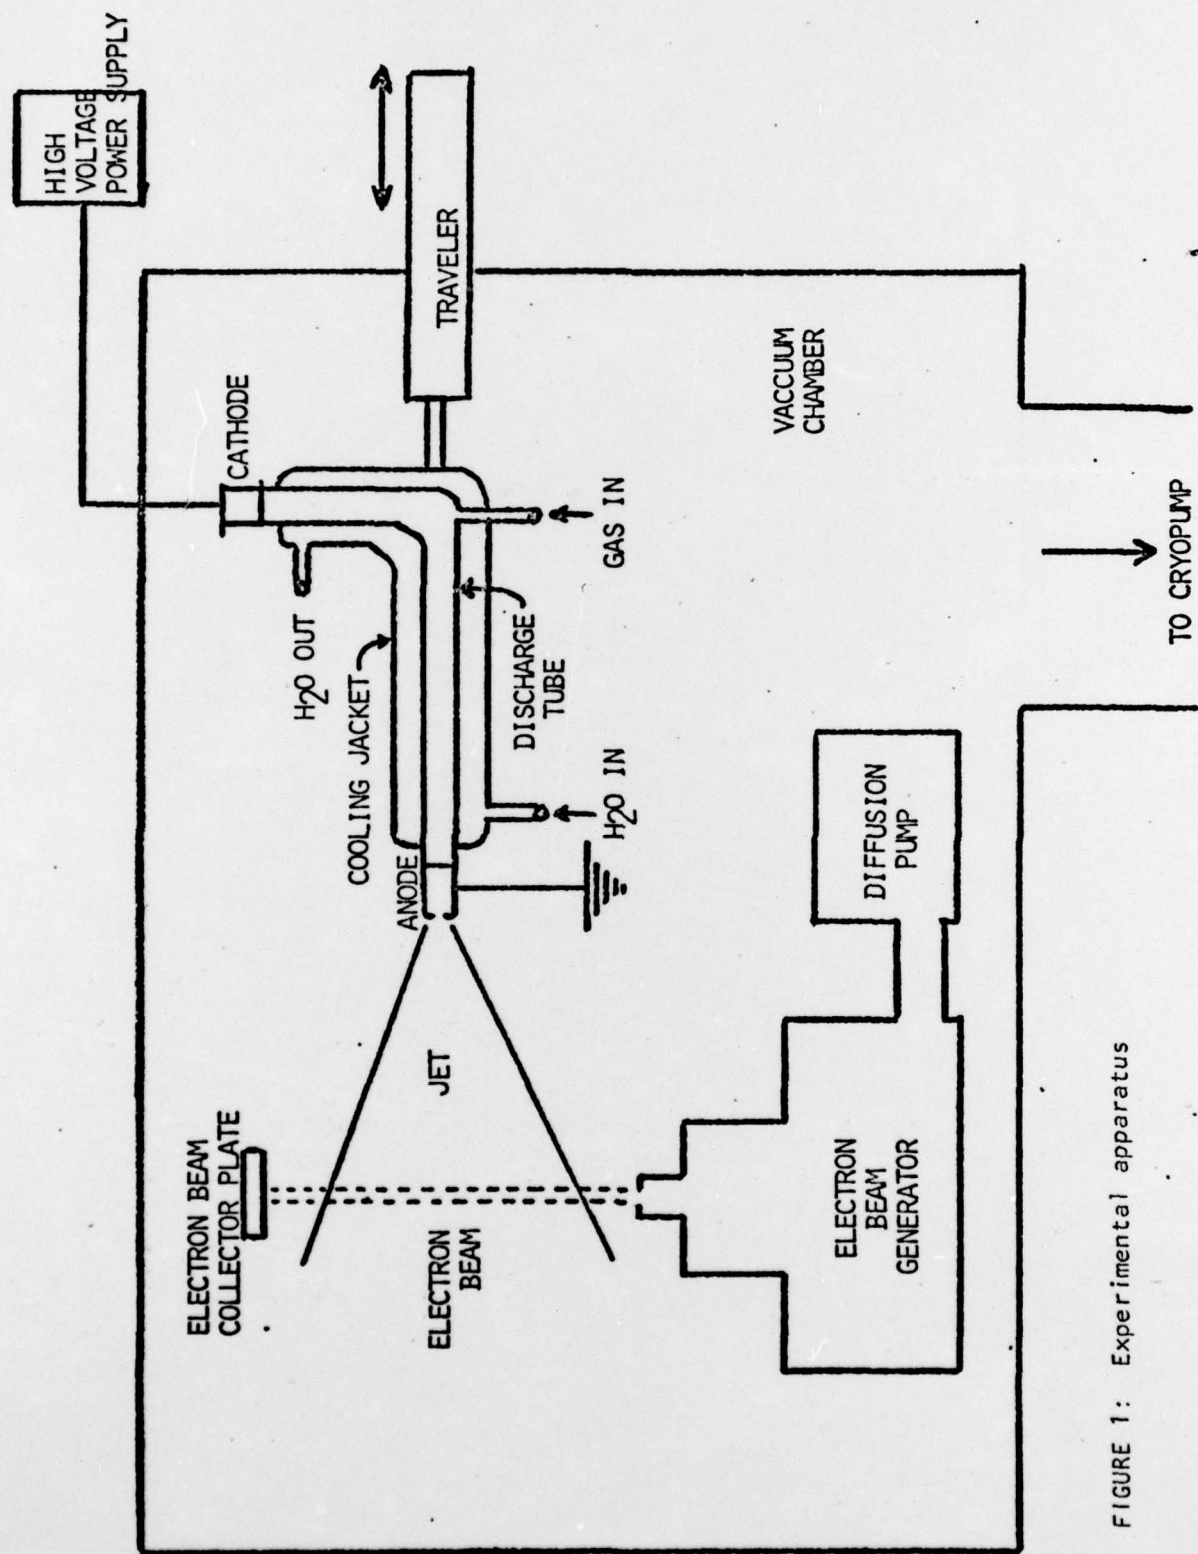 HIGH
VOLTAGE
POWER SUPPLY
CATHODE
TRAVELER
H2O OUT
COOLING JACKET
ANODE
DISCHARGE
TUBE
GAS IN
H2O IN
VACCUUM
CHAMBER
ELECTRON BEAM
COLLECTOR PLATE
JET
ELECTRON
BEAM
ELECTRON
BEAM
GENERATOR
DIFFUSION
PUMP
TO CRYOPUMP
FIGURE 1: Experimental apparatus